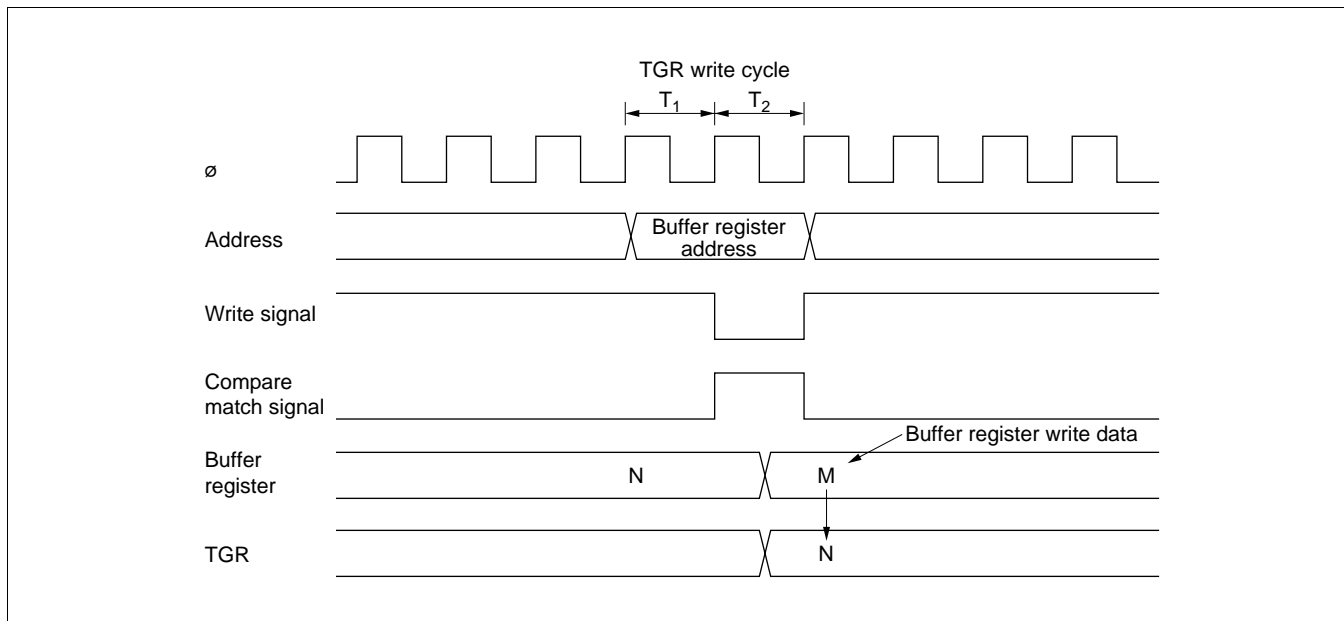 TGR write cycle
T₁ T₂
ø
Address
Buffer register
address
Write signal
Compare
match signal
Buffer register write data
Buffer
register
N M
TGR
N